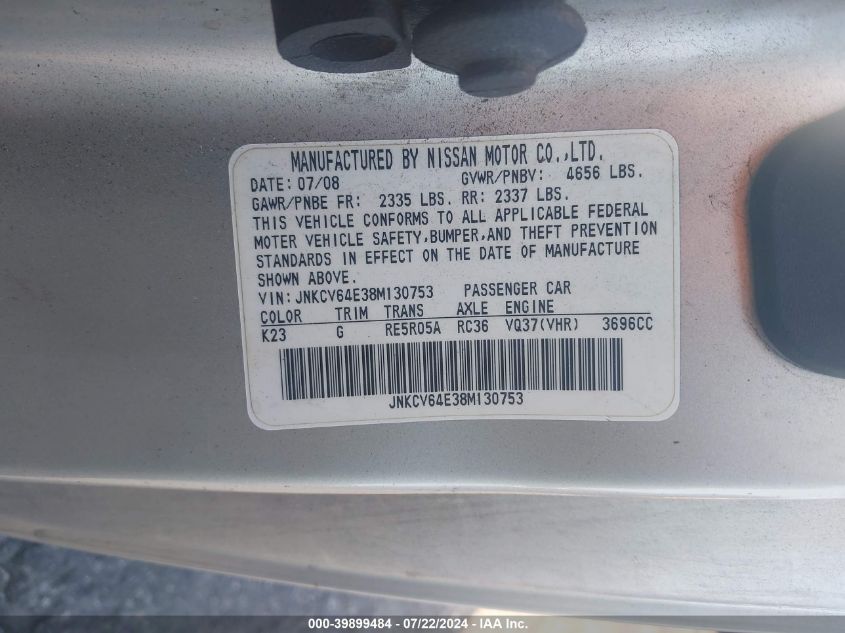 MANUFACTURED BY NISSAN MOTOR CO.,LTD.
DATE: 07/08 GVWR/PNBV: 4656 LBS.
GAWR/PNBE FR: 2335 LBS. RR: 2337 LBS.
THIS VEHICLE CONFORMS TO ALL APPLICABLE FEDERAL
MOTER VEHICLE SAFETY,BUMPER,AND THEFT PREVENTION
STANDARDS IN EFFECT ON THE DATE OF MANUFACTURE
SHOWN ABOVE.
VIN: JNKCV64E38M130753 PASSENGER CAR
COLOR TRIM TRANS AXLE ENGINE
K23 G RE5R05A RC36 VQ37(VHR) 3696CC
JNKCV64E38M130753
000-39899484 - 07/22/2024 - IAAI Inc.